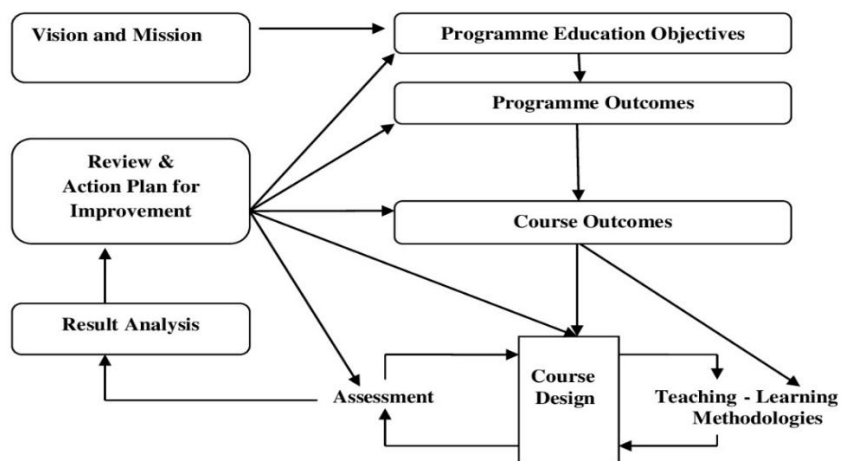 Vision and Mission
Programme Education Objectives
Programme Outcomes
Review &
Action Plan for
Improvement
Course Outcomes
Result Analysis
Assessment
Course
Design
Teaching - Learning
Methodologies